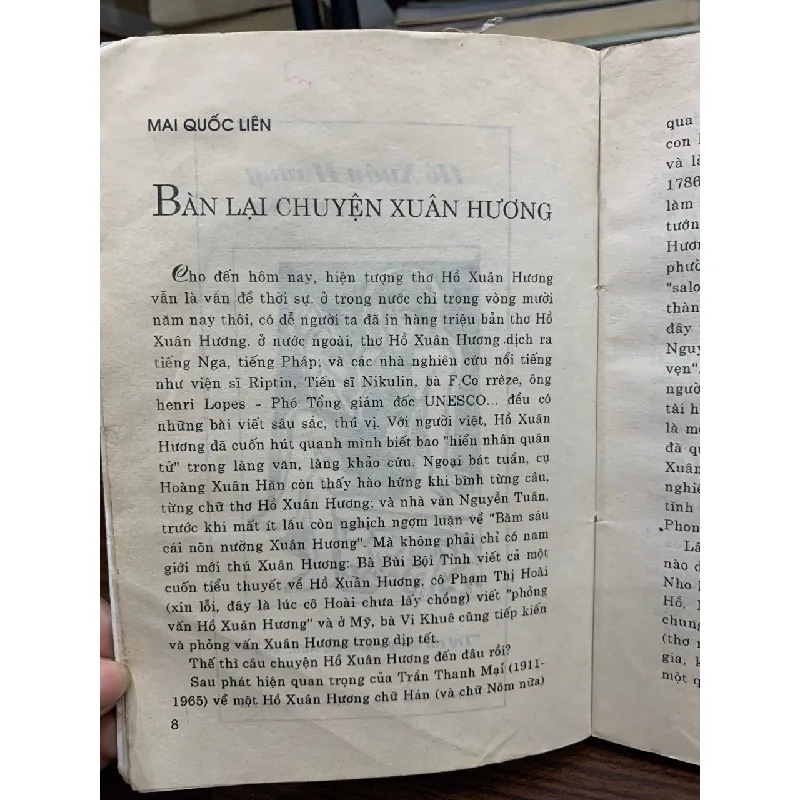 MAI QUỐC LIÊN
BÀN LẠI CHUYỆN XUÂN HƯƠNG
Cho đến hôm nay, hiện tượng thơ Hồ Xuân Hương
vẫn là vấn đề thời sự. ở trong nước chỉ trong vòng mười
năm nay thôi, có dễ người ta đã in hàng triệu bản thơ Hồ
Xuân Hương. ở nước ngoài, thơ Hồ Xuân Hương dịch ra
tiếng Nga, tiếng Pháp; và các nhà nghiên cứu nổi tiếng
như viện sĩ Riptin, Tiến sĩ Nikulin, bà F.Co rrèze, ông
henri Lopes - Phó Tổng giám đốc UNESCO... đều có
những bài viết sâu sắc, thú vị. Với người việt, Hồ Xuân
Hương đã cuốn hút quanh mình biết bao "hiền nhân quân
tử" trong làng văn, làng khảo cứu. Ngoại bát tuần, cụ
Hoàng Xuân Hãn còn thấy hào hứng khi bình từng câu,
từng chữ thơ Hồ Xuân Hương; và nhà văn Nguyễn Tuân,
trước khi mất ít lâu còn nghịch ngợm luận về "Băm sáu
cái nõn nường Xuân Hương". Mà không phải chỉ có nam
giới mới thú Xuân Hương: Bà Bùi Bội Tỉnh viết cả một
cuốn tiểu thuyết về Hồ Xuân Hương, cô Phạm Thị Hoài
(xin lỗi, đây là lúc cô Hoài chưa lấy chồng) viết "phỏng
vấn Hồ Xuân Hương" và ở Mỹ, bà Vi Khuê cũng tiếp kiến
và phỏng vấn Xuân Hương trong dịp tết.
Thế thì câu chuyện Hồ Xuân Hương đến đâu rồi?
Sau phát hiện quan trọng của Trần Thanh Mại (1911-
1965) về một Hồ Xuân Hương chữ Hán (và chữ Nôm nữa)
8
qua
con
và là
1786
làm
tướn
Hươn
phườ
"salo
thàn
đây
Nguy
vẹn".
người
tài h
là mộ
đã qu
Xuân
nghiê
tình
Phon
Lâ
nào đ
Nho
Hồ,
chung
(thơ
gia, k
một q